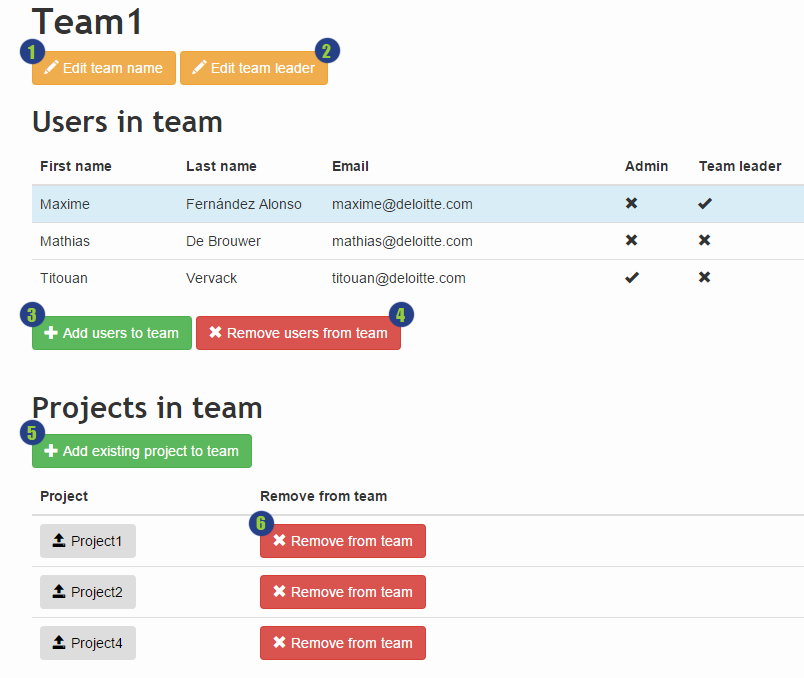 Team1
1 Edit team name 2 Edit team leader
Users in team
First name Last name Email Admin Team leader
Maxime Fernández Alonso maxime@deloitte.com ✖ ✔
Mathias De Brouwer mathias@deloitte.com ✖ ✖
Titouan Vervack titouan@deloitte.com ✔ ✖
3 Add users to team 4 Remove users from team
Projects in team
5 Add existing project to team
Project Remove from team
Project1 6 Remove from team
Project2 Remove from team
Project4 Remove from team